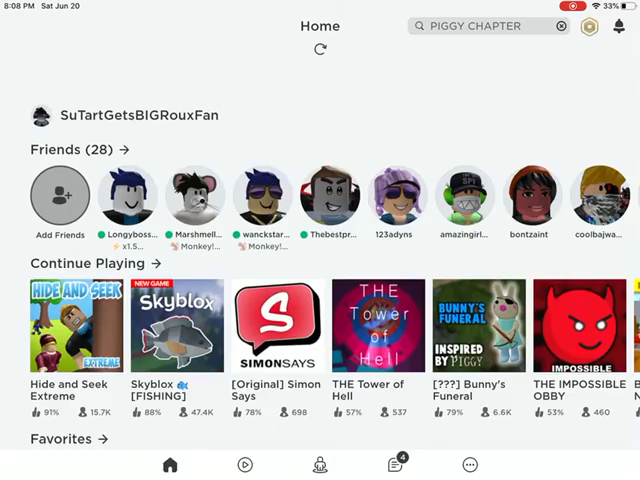 8:08 PM Sat Jun 20
33%
Home
PIGGY CHAPTER
SuTartGetsBIGRouxFan
Friends (28) →
Add Friends
Longyboss...
⚡ x1.5...
Marshmell...
Monkey!...
wanckstar...
Monkey!...
Thebestpr...
123adyns
amazingirl...
bontzaint
coolbajwa...
Continue Playing →
HIDE AND SEEK
EXTREME
NEW GAME
Skyblox
S
SIMONSAYS
THE
Tower
of
Hell
BUNNY'S
FUNERAL
INSPIRED
BY PIGGY
IMPOSSIBLE
Hide and Seek
Extreme
91% 15.7K
Skyblox 🐟
[FISHING]
88% 47.4K
[Original] Simon
Says
78% 698
THE Tower of
Hell
57% 537
[???] Bunny's
Funeral
79% 6.6K
THE IMPOSSIBLE
OBBY
53% 460
Favorites →
4